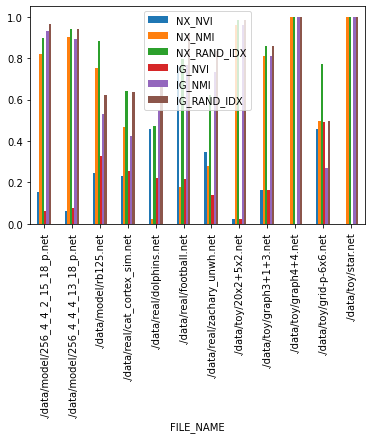 1.0
0.8
0.6
0.4
0.2
0.0
NX_NVI
NX_NMI
NX_RAND_IDX
IG_NVI
IG_NMI
IG_RAND_IDX
./data/model/256_4_4_2_15_18_p.net
./data/model/256_4_4_4_13_18_p.net
./data/model/rb125.net
./data/real/cat_cortex_sim.net
./data/real/dolphins.net
./data/real/football.net
./data/real/zachary_unwh.net
./data/toy/20x2+5x2.net
./data/toy/graph3+1+3.net
./data/toy/graph4+4.net
./data/toy/grid-p-6x6.net
./data/toy/star.net
FILE_NAME